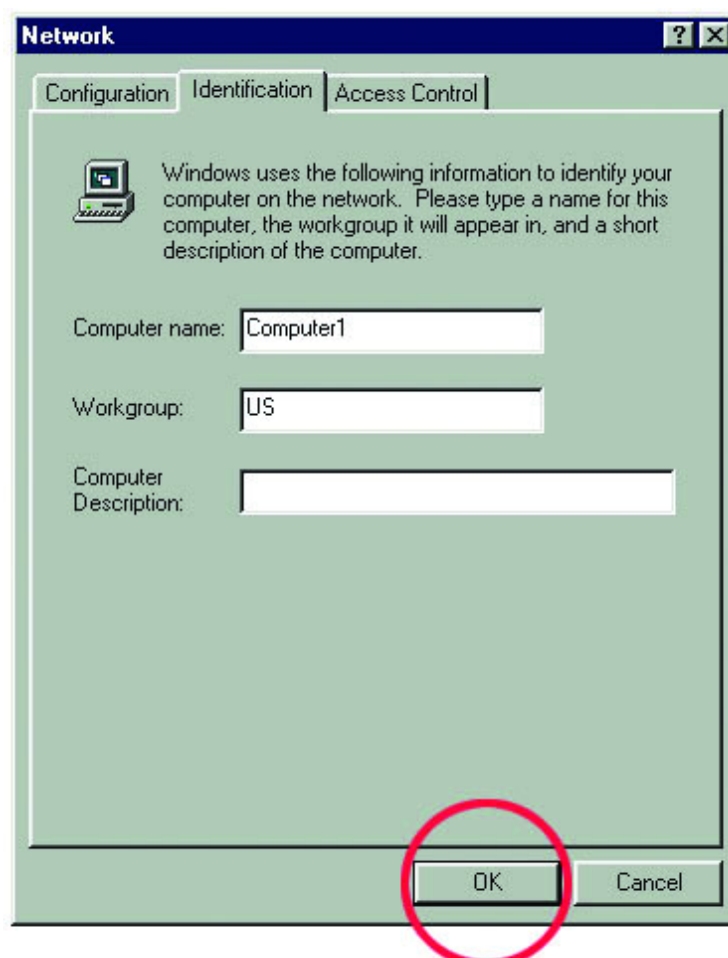 Network
Configuration Identification Access Control
Windows uses the following information to identify your
computer on the network. Please type a name for this
computer, the workgroup it will appear in, and a short
description of the computer.
Computer name: Computer1
Workgroup: US
Computer
Description:
OK Cancel